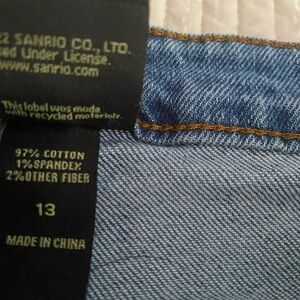 22 SANRIO CO., LTD.
sed Under License.
www.sanrio.com
This label was made
with recycled materials.
97% COTTON
1% SPANDEX
2% OTHER FIBER
13
MADE IN CHINA